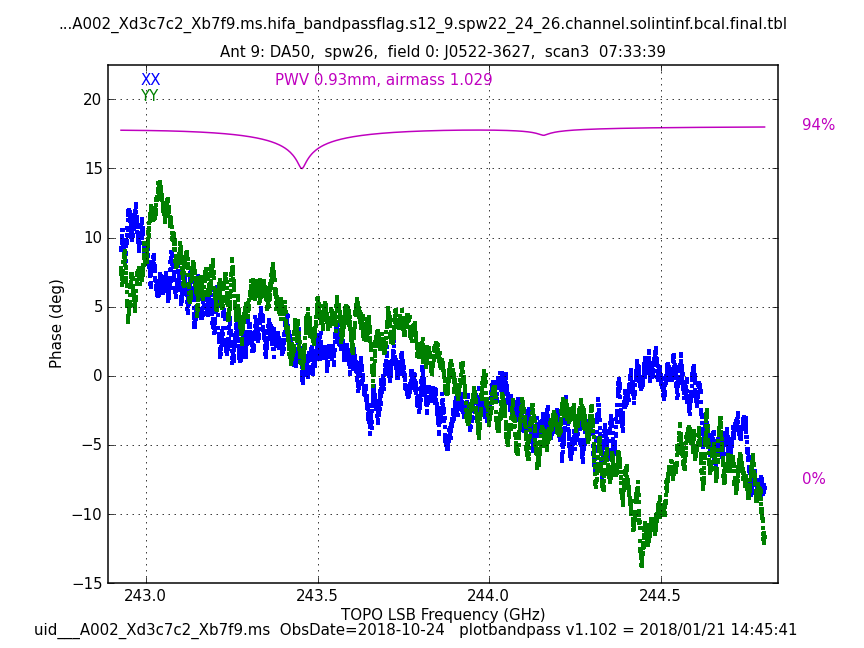 ...A002_Xd3c7c2_Xb7f9.ms.hifa_bandpassflag.s12_9.spw22_24_26.channel.solintinf.bcal.final.tbl
Ant 9: DA50,  spw26,  field 0: J0522-3627,  scan3  07:33:39
XX
YY
PWV 0.93mm, airmass 1.029
94%
0%
Phase (deg)
20
15
10
5
0
−5
−10
−15
243.0
243.5
244.0
244.5
TOPO LSB Frequency (GHz)
uid___A002_Xd3c7c2_Xb7f9.ms  ObsDate=2018-10-24   plotbandpass v1.102 = 2018/01/21 14:45:41